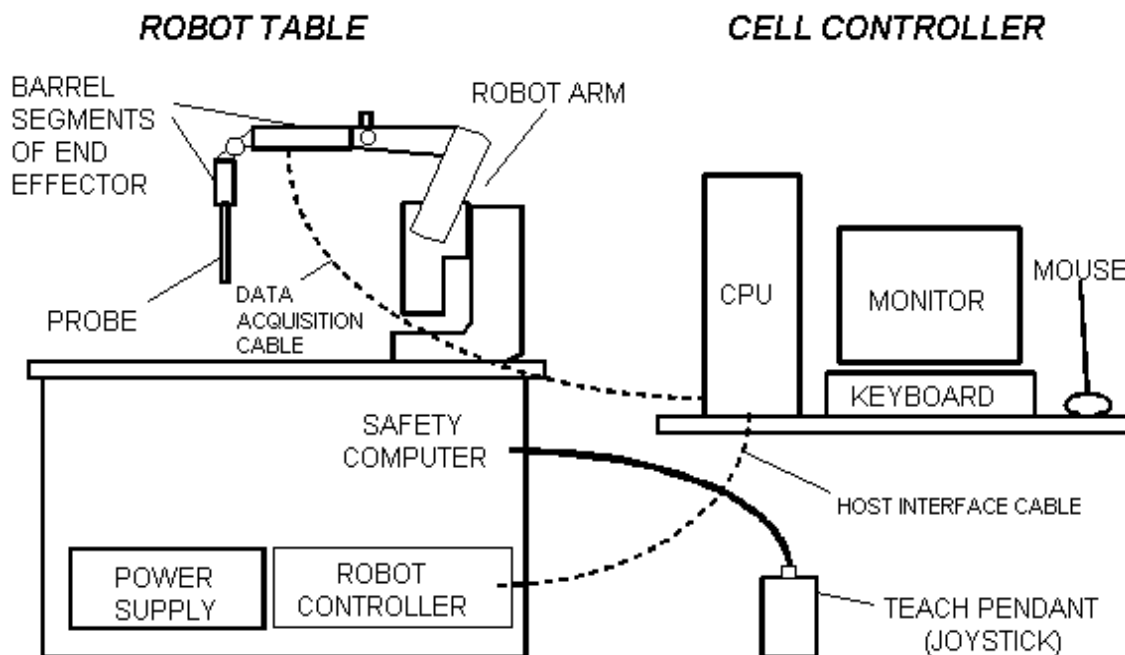 ROBOT TABLE
CELL CONTROLLER
BARREL
SEGMENTS
OF END
EFFECTOR
ROBOT ARM
PROBE
DATA
ACQUISITION
CABLE
CPU
MONITOR
MOUSE
KEYBOARD
SAFETY
COMPUTER
HOST INTERFACE CABLE
POWER
SUPPLY
ROBOT
CONTROLLER
TEACH PENDANT
(JOYSTICK)